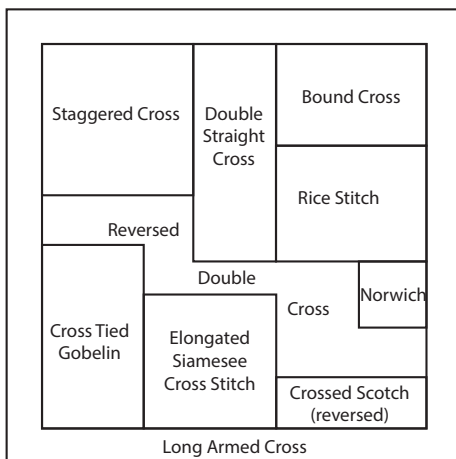 Staggered Cross
Double
Straight
Cross
Bound Cross
Rice Stitch
Reversed
Double
Cross
Norwich
Cross Tied
Gobelin
Elongated
Siamesee
Cross Stitch
Crossed Scotch
(reversed)
Long Armed Cross